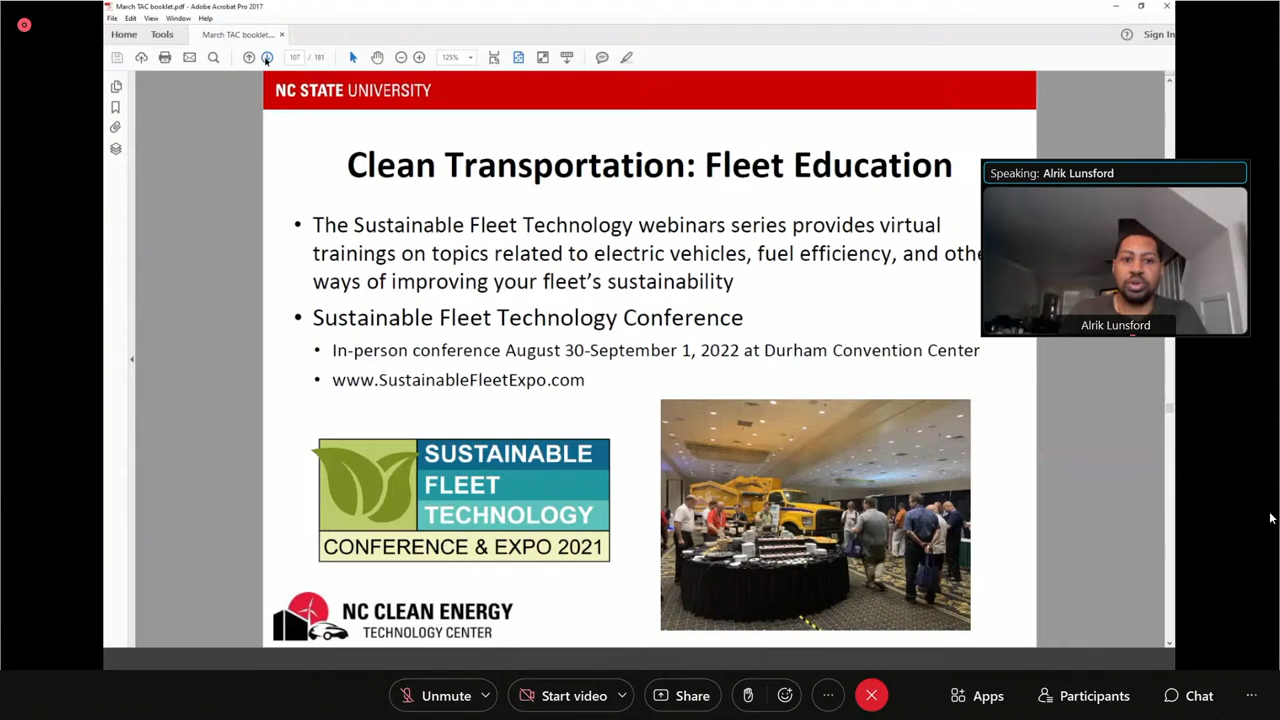 March TAC booklet.pdf - Adobe Acrobat Pro 2017
File Edit View Window Help
Home Tools March TAC booklet.... × Sign In
107 / 181 125%
NC STATE UNIVERSITY
Clean Transportation: Fleet Education
• The Sustainable Fleet Technology webinars series provides virtual
trainings on topics related to electric vehicles, fuel efficiency, and othe
ways of improving your fleet's sustainability
• Sustainable Fleet Technology Conference
• In-person conference August 30-September 1, 2022 at Durham Convention Center
• www.SustainableFleetExpo.com
Speaking: Alrik Lunsford
Alrik Lunsford
SUSTAINABLE
FLEET
TECHNOLOGY
CONFERENCE & EXPO 2021
NC CLEAN ENERGY
TECHNOLOGY CENTER
Unmute Start video Share Apps Participants Chat